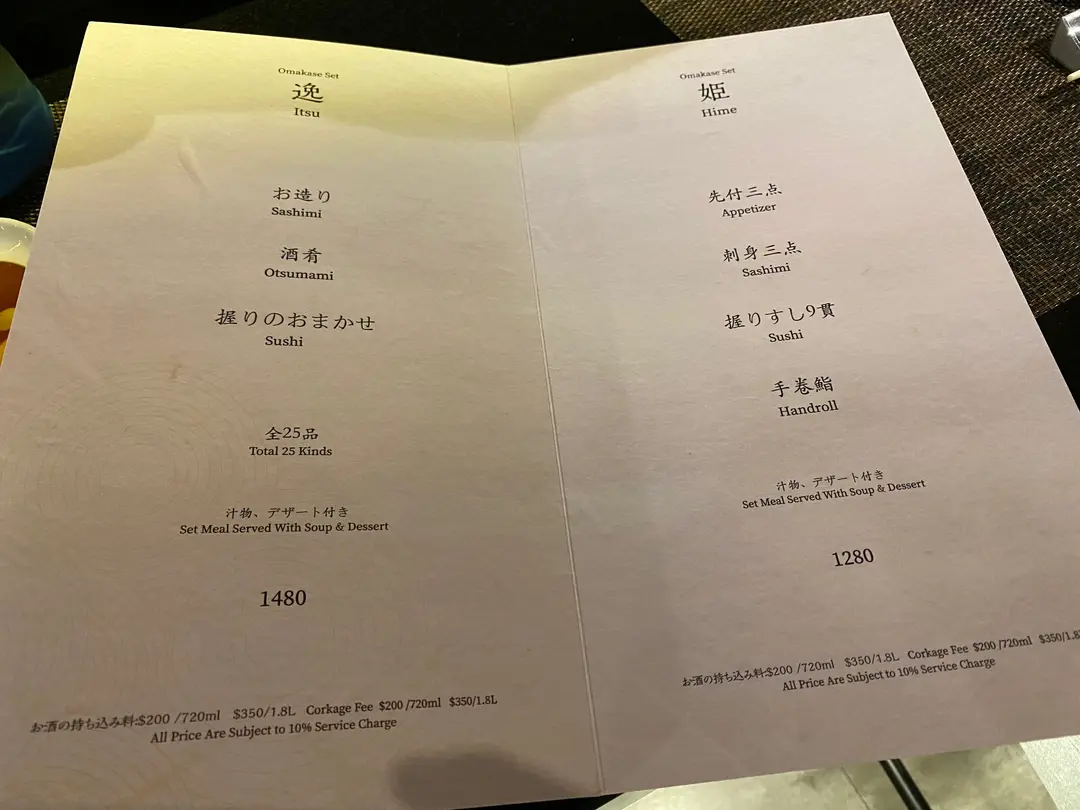 Omakase Set
逸
Itsu
お造り
Sashimi
酒肴
Otsumami
握りのおまかせ
Sushi
全25品
Total 25 Kinds
汁物、デザート付き
Set Meal Served With Soup & Dessert
1480
お酒の持ち込み料:$200 /720ml $350/1.8L Corkage Fee $200 /720ml $350/1.8L
All Price Are Subject to 10% Service Charge
Omakase Set
姫
Hime
先付三点
Appetizer
刺身三点
Sashimi
握りすし9貫
Sushi
手巻鮨
Handroll
汁物、デザート付き
Set Meal Served With Soup & Dessert
1280
お酒の持ち込み料:$200 /720ml $350/1.8L Corkage Fee $200 /720ml $350/1.8
All Price Are Subject to 10% Service Charge